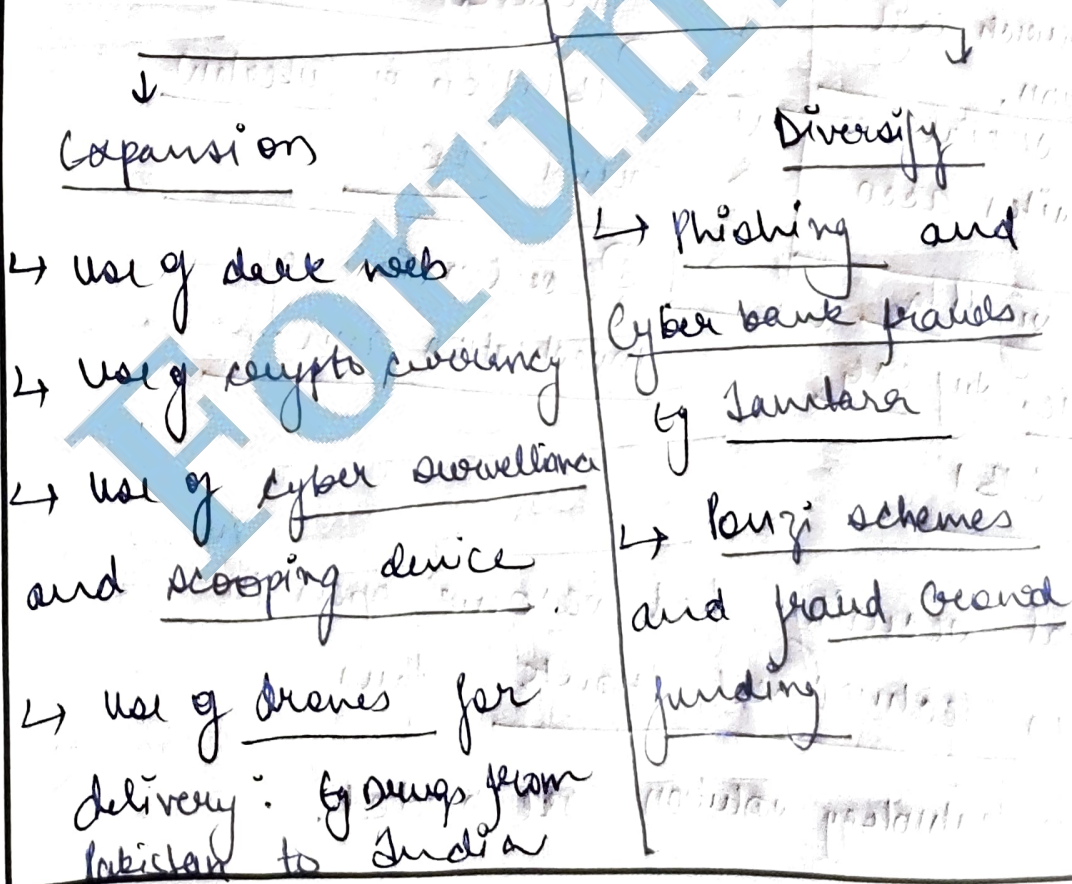 Expansion
↳ Use of dark web
↳ Use of crypto currency
↳ Use of cyber survellance
and scooping device
↳ Use of drones for
delivery: Eg Drugs from
Pakistan to India
Diversify
↳ Phishing and
Cyber bank frauds
Eg Jamtara
↳ Ponzi schemes
and fraud crowd
funding
Forum